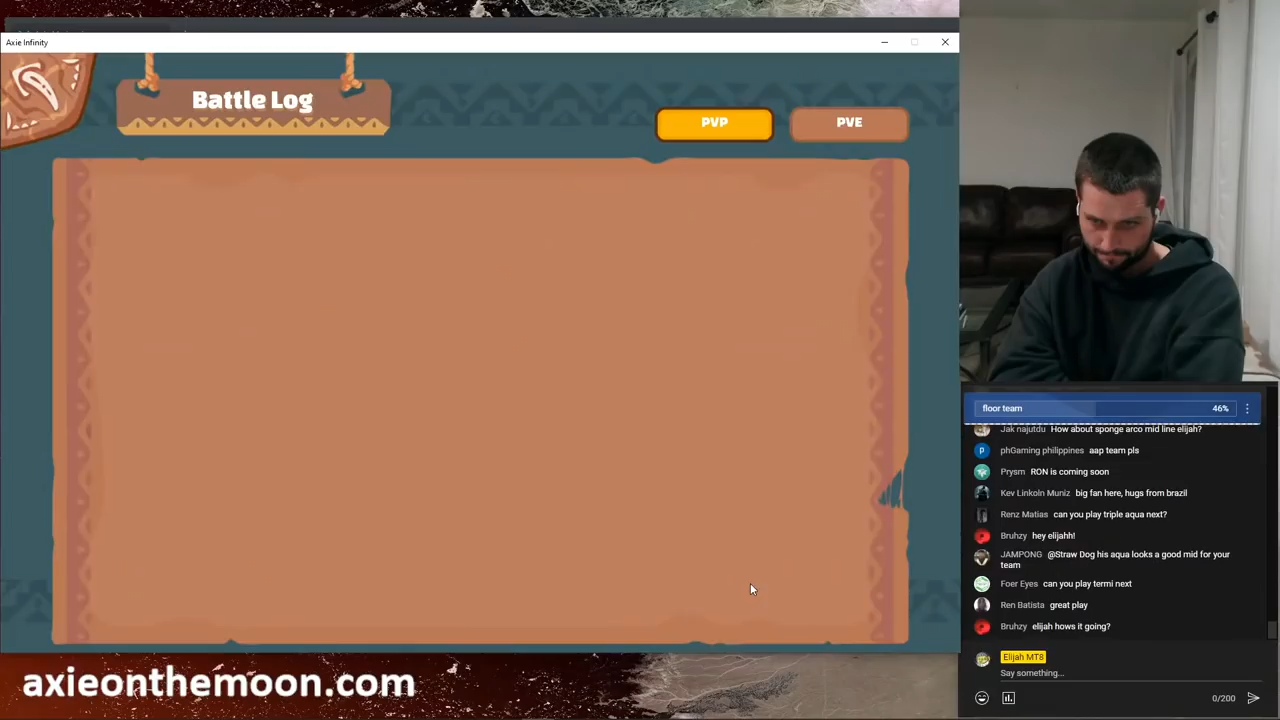 Axie Infinity
Battle Log
PVP
PVE
floor team
46%
Jak najutdu How about sponge arco mid line elijah?
phGaming philippines aap team pls
Prysm RON is coming soon
Kev Linkoln Muniz big fan here, hugs from brazil
Renz Matias can you play triple aqua next?
Bruhzy hey elijahh!
JAMPONG @Straw Dog his aqua looks a good mid for your
team
Foer Eyes can you play termi next
Ren Batista great play
Bruhzy elijah hows it going?
Elijah MT8
Say something...
0/200
axieonthemoon.com